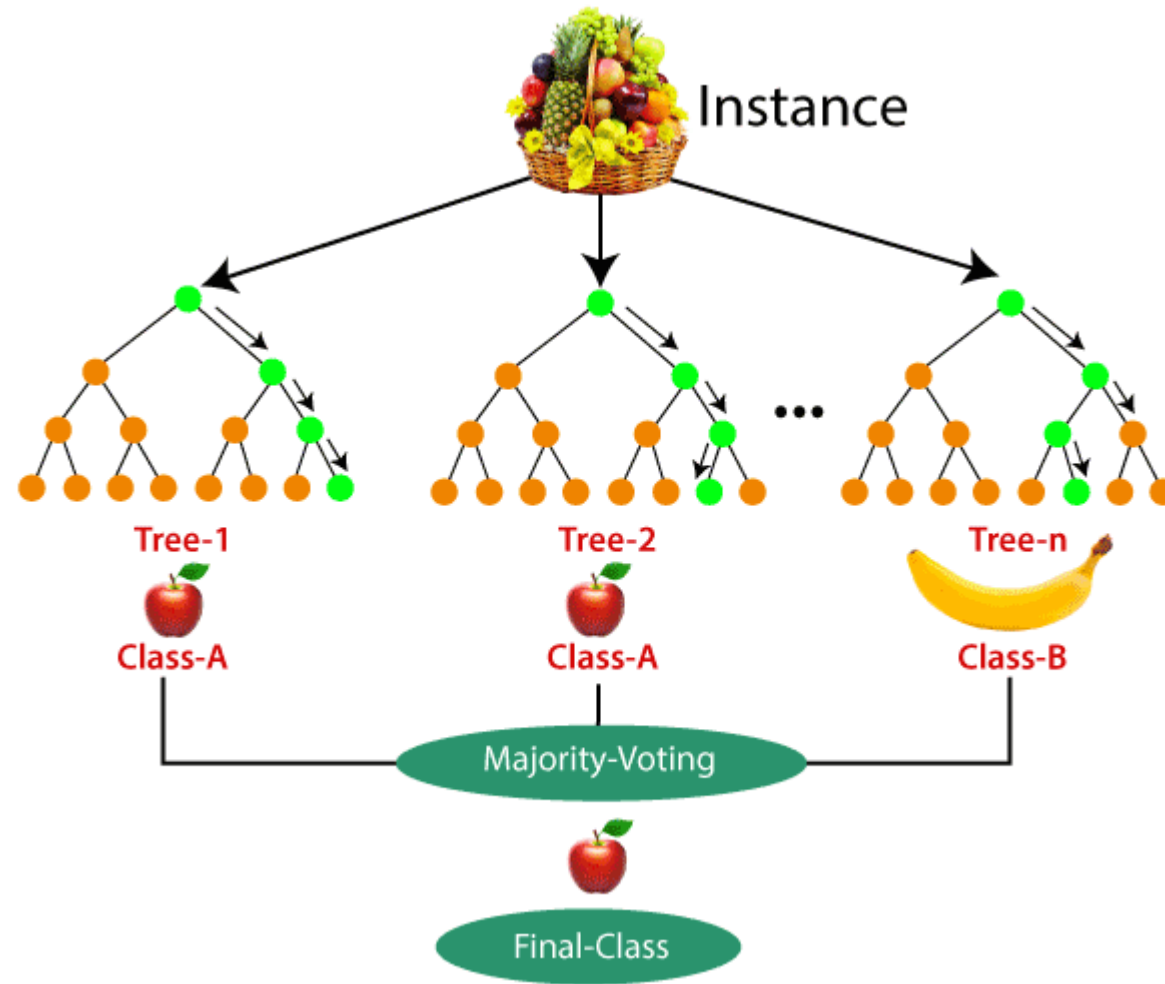 Instance
•••
Tree-1
Tree-2
Tree-n
Class-A
Class-A
Class-B
Majority-Voting
Final-Class